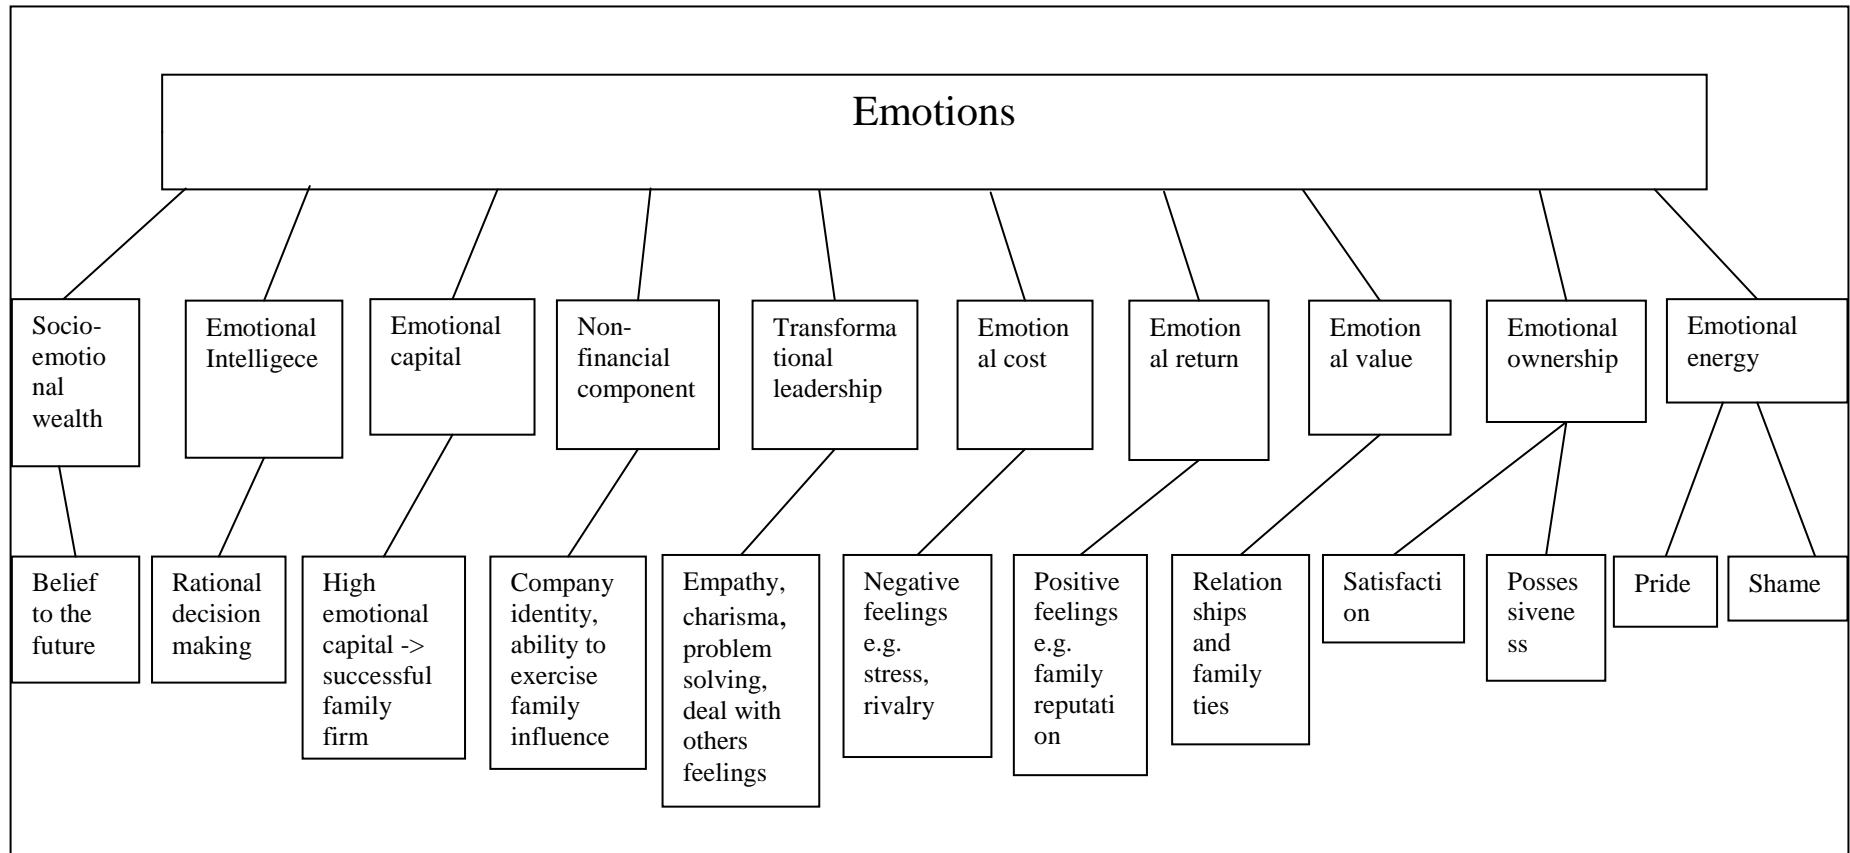 Emotions
Socio-
emotio
nal
wealth
Emotional
Intelligece
Emotional
capital
Non-
financial
component
Transforma
tional
leadership
Emotion
al cost
Emotion
al return
Emotion
al value
Emotional
ownership
Emotional
energy
Belief
to the
future
Rational
decision
making
High
emotional
capital ->
successful
family
firm
Company
identity,
ability to
exercise
family
influence
Empathy,
charisma,
problem
solving,
deal with
others
feelings
Negative
feelings
e.g.
stress,
rivalry
Positive
feelings
e.g.
family
reputati
on
Relation
ships
and
family
ties
Satisfacti
on
Posses
sivene
ss
Pride
Shame